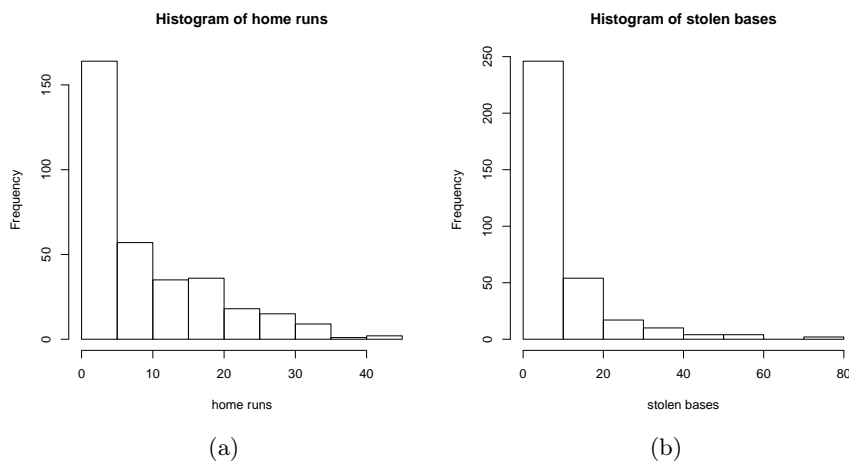 Histogram of home runs
Frequency
150
100
50
0
0 10 20 30 40
home runs
(a)
Histogram of stolen bases
Frequency
250
200
150
100
50
0
0 20 40 60 80
stolen bases
(b)